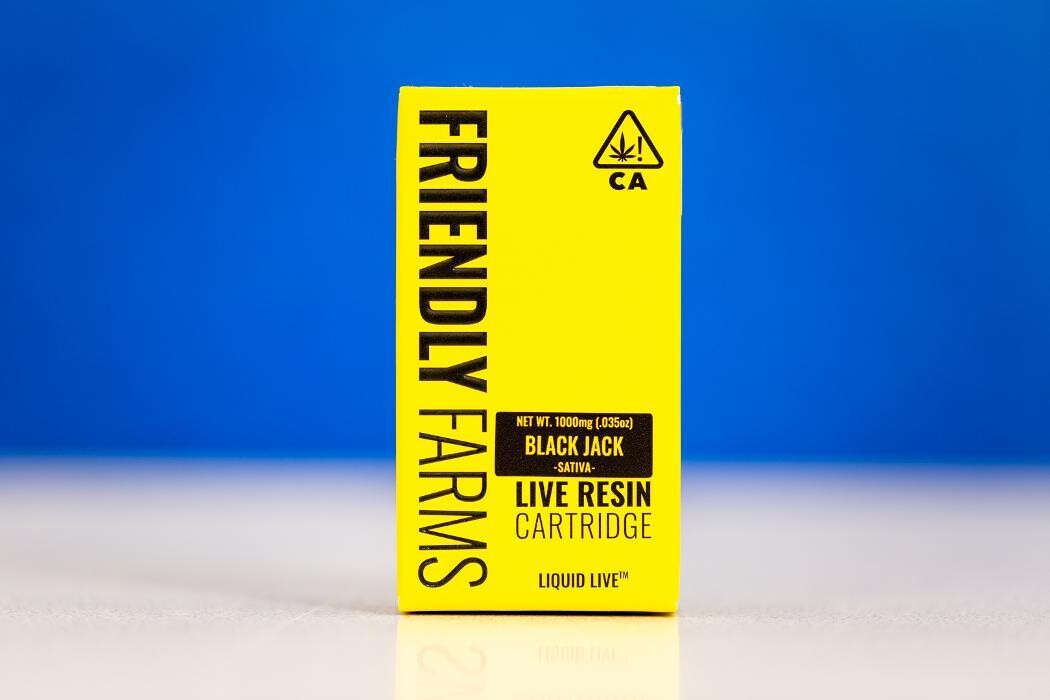 FRIENDLY FARMS
!
CA
NET WT. 1000mg (.035oz)
BLACK JACK
-SATIVA-
LIVE RESIN
CARTRIDGE
LIQUID LIVE™